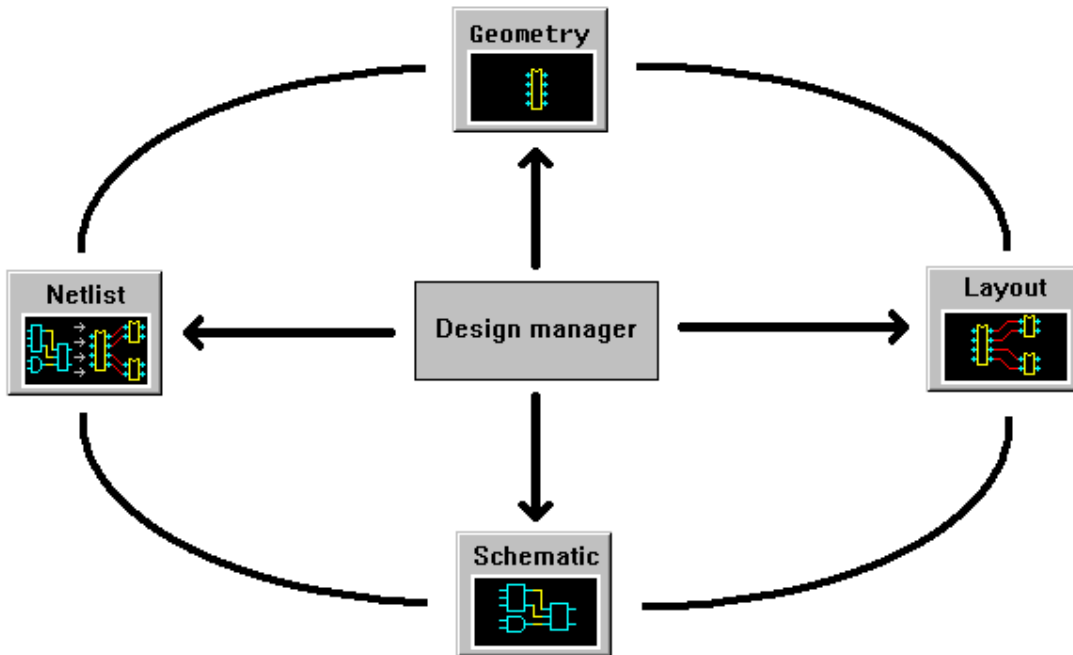 Geometry
Netlist
Design manager
Layout
Schematic